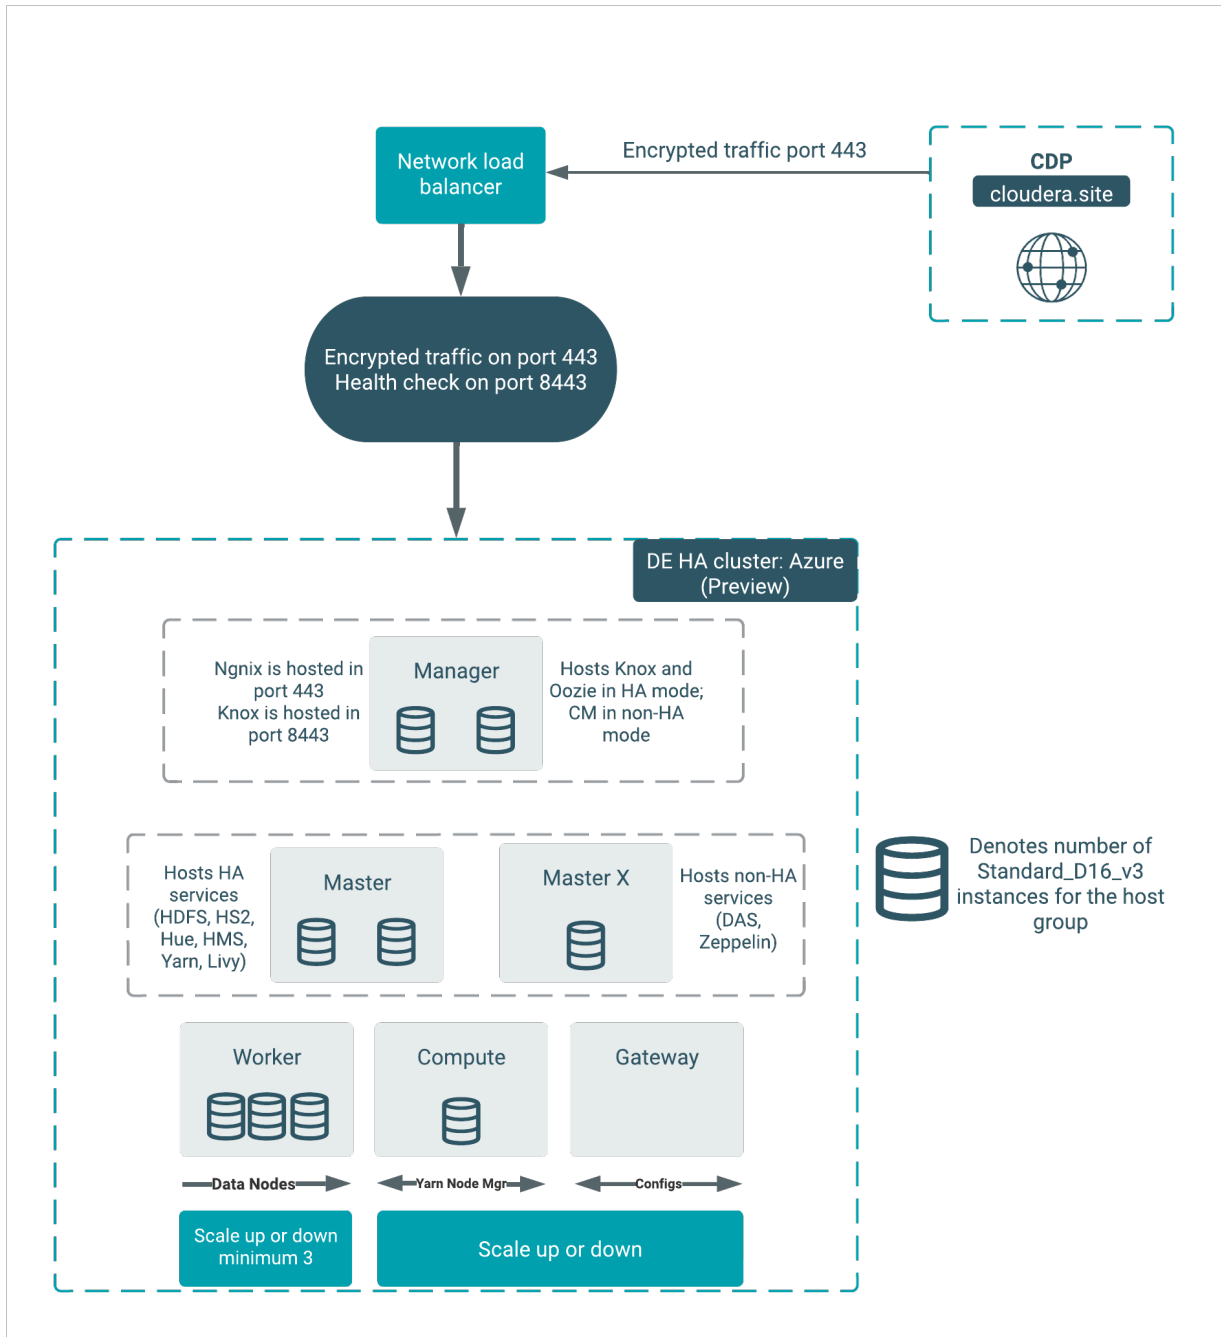 Network load
balancer
Encrypted traffic port 443
CDP
cloudera.site
Encrypted traffic on port 443
Health check on port 8443
DE HA cluster: Azure
(Preview)
Ngnix is hosted in
port 443
Knox is hosted in
port 8443
Manager
Hosts Knox and
Oozie in HA mode;
CM in non-HA
mode
Hosts HA
services
(HDFS, HS2,
Hue, HMS,
Yarn, Livy)
Master
Master X
Hosts non-HA
services
(DAS,
Zeppelin)
Denotes number of
Standard_D16_v3
instances for the host
group
Worker
Compute
Gateway
Data Nodes
Yarn Node Mgr
Configs
Scale up or down
minimum 3
Scale up or down